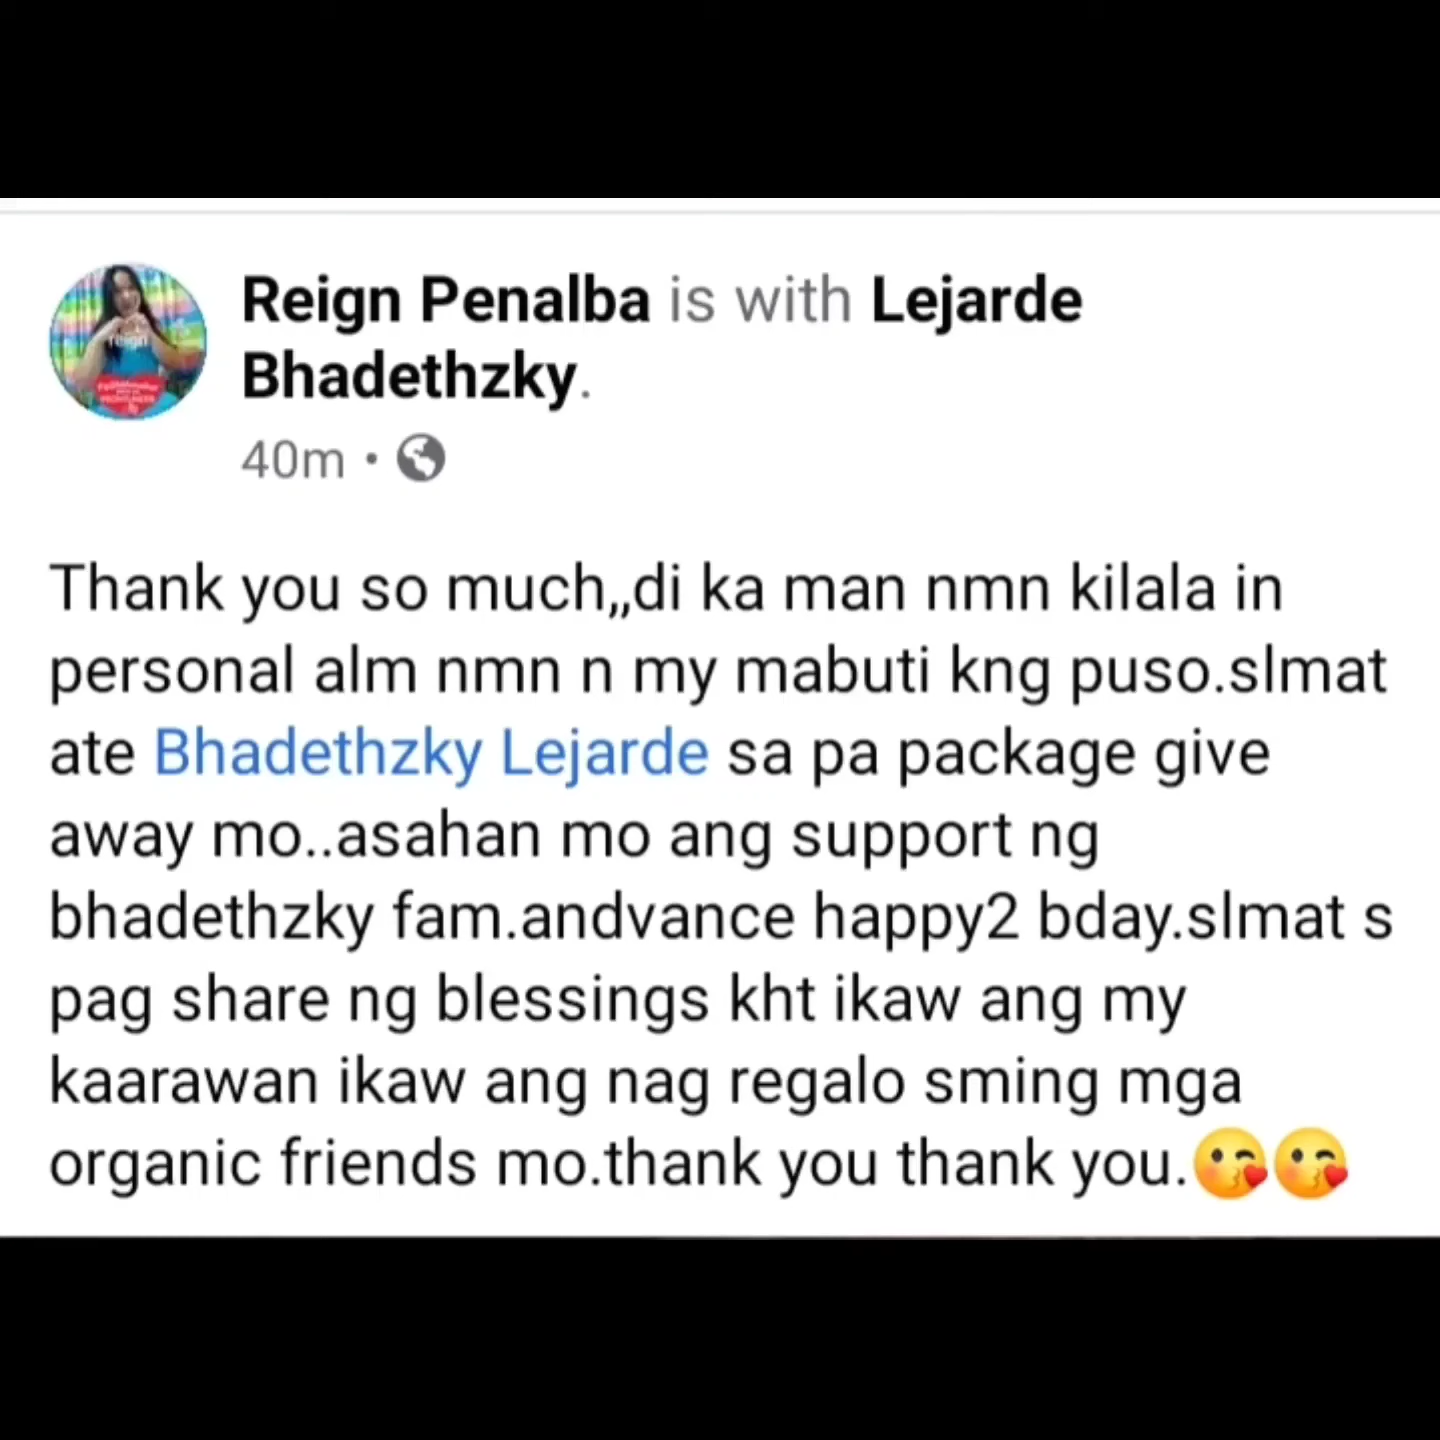 Reign Penalba is with Lejarde
Bhadethzky.
40m •
Thank you so much,,di ka man nmn kilala in
personal alm nmn n my mabuti kng puso.slmat
ate Bhadethzky Lejarde sa pa package give
away mo..asahan mo ang support ng
bhadethzky fam.andvance happy2 bday.slmat s
pag share ng blessings kht ikaw ang my
kaarawan ikaw ang nag regalo sming mga
organic friends mo.thank you thank you.😘😘
reign